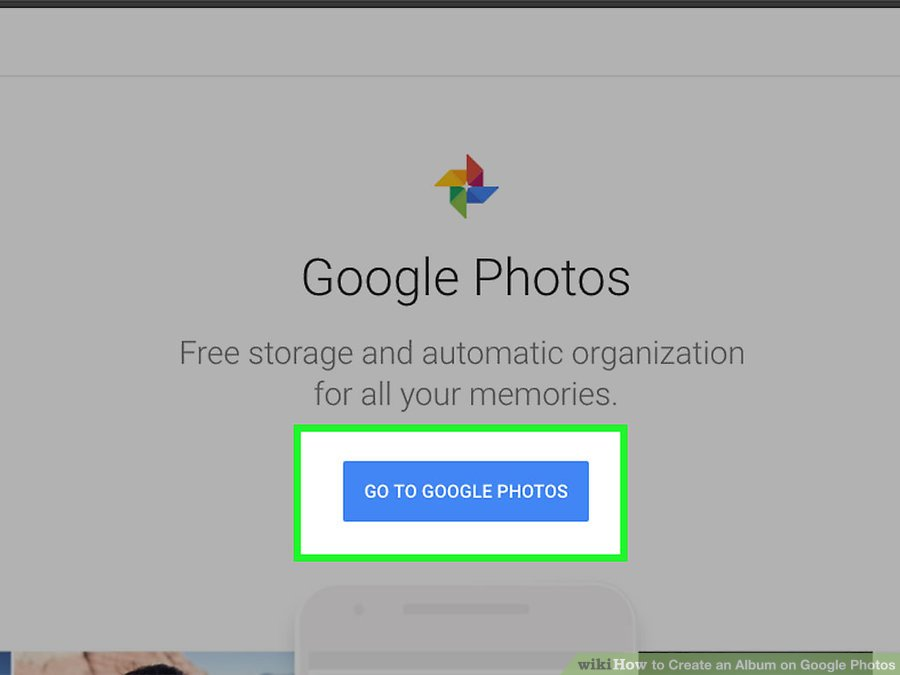 Google Photos
Free storage and automatic organization
for all your memories.
GO TO GOOGLE PHOTOS
wikiHow to Create an Album on Google Photos